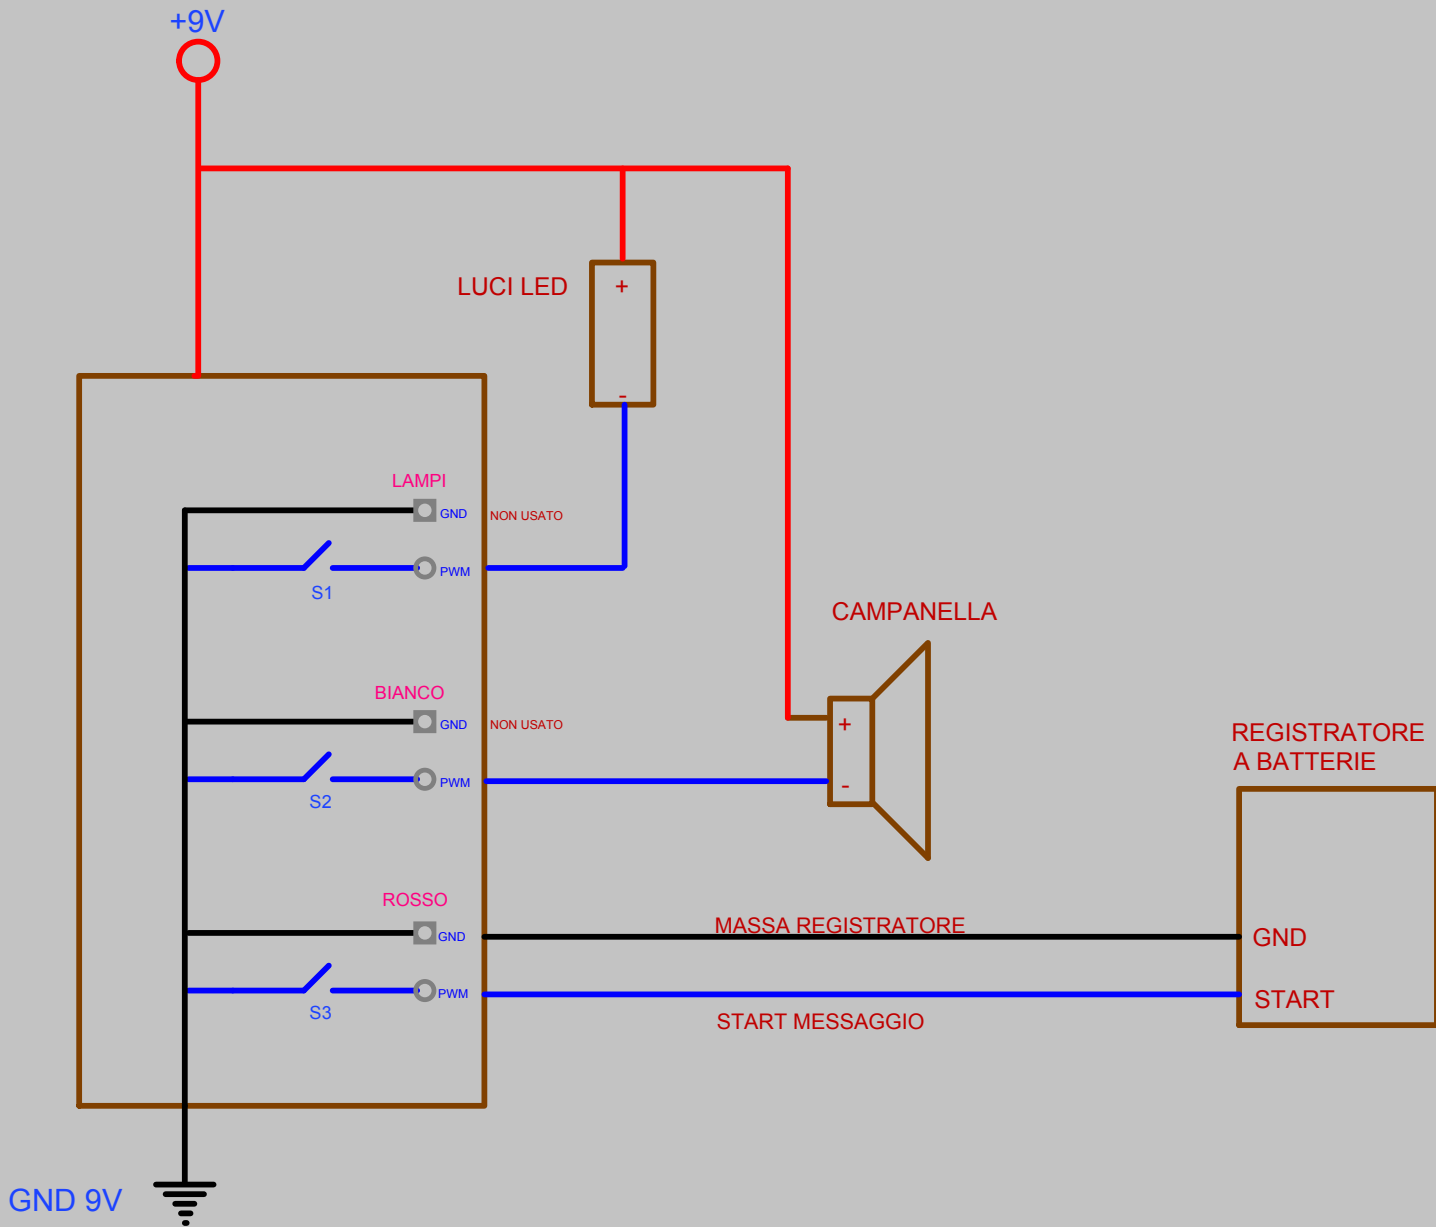 +9V
LUCI LED
+
-
LAMPI
GND
NON USATO
S1
PWM
CAMPANELLA
+
-
BIANCO
GND
NON USATO
S2
PWM
REGISTRATORE
A BATTERIE
ROSSO
GND
MASSA REGISTRATORE
GND
S3
PWM
START MESSAGGIO
START
GND 9V